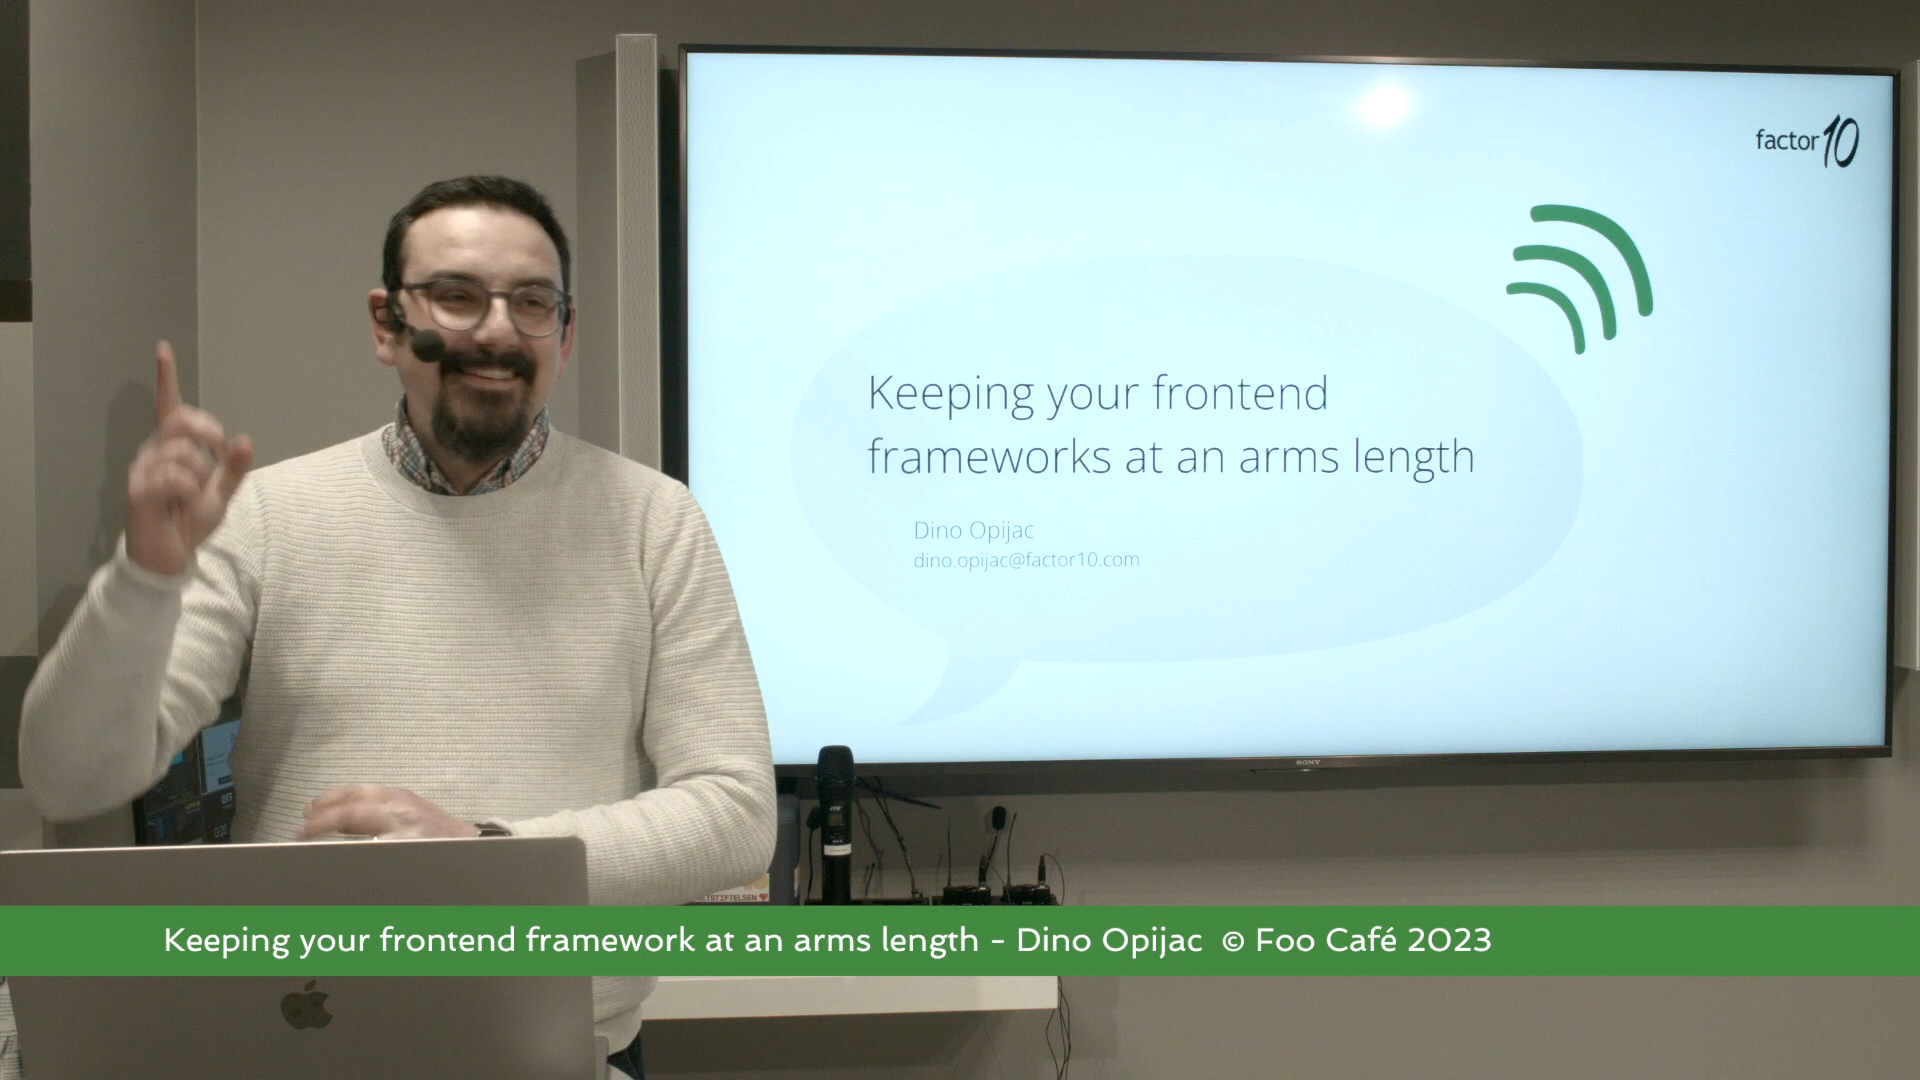 factor10
Keeping your frontend
frameworks at an arms length
Dino Opijac
dino.opijac@factor10.com
SONY
ETSTIFTELSEN
Keeping your frontend framework at an arms length - Dino Opijac © Foo Café 2023